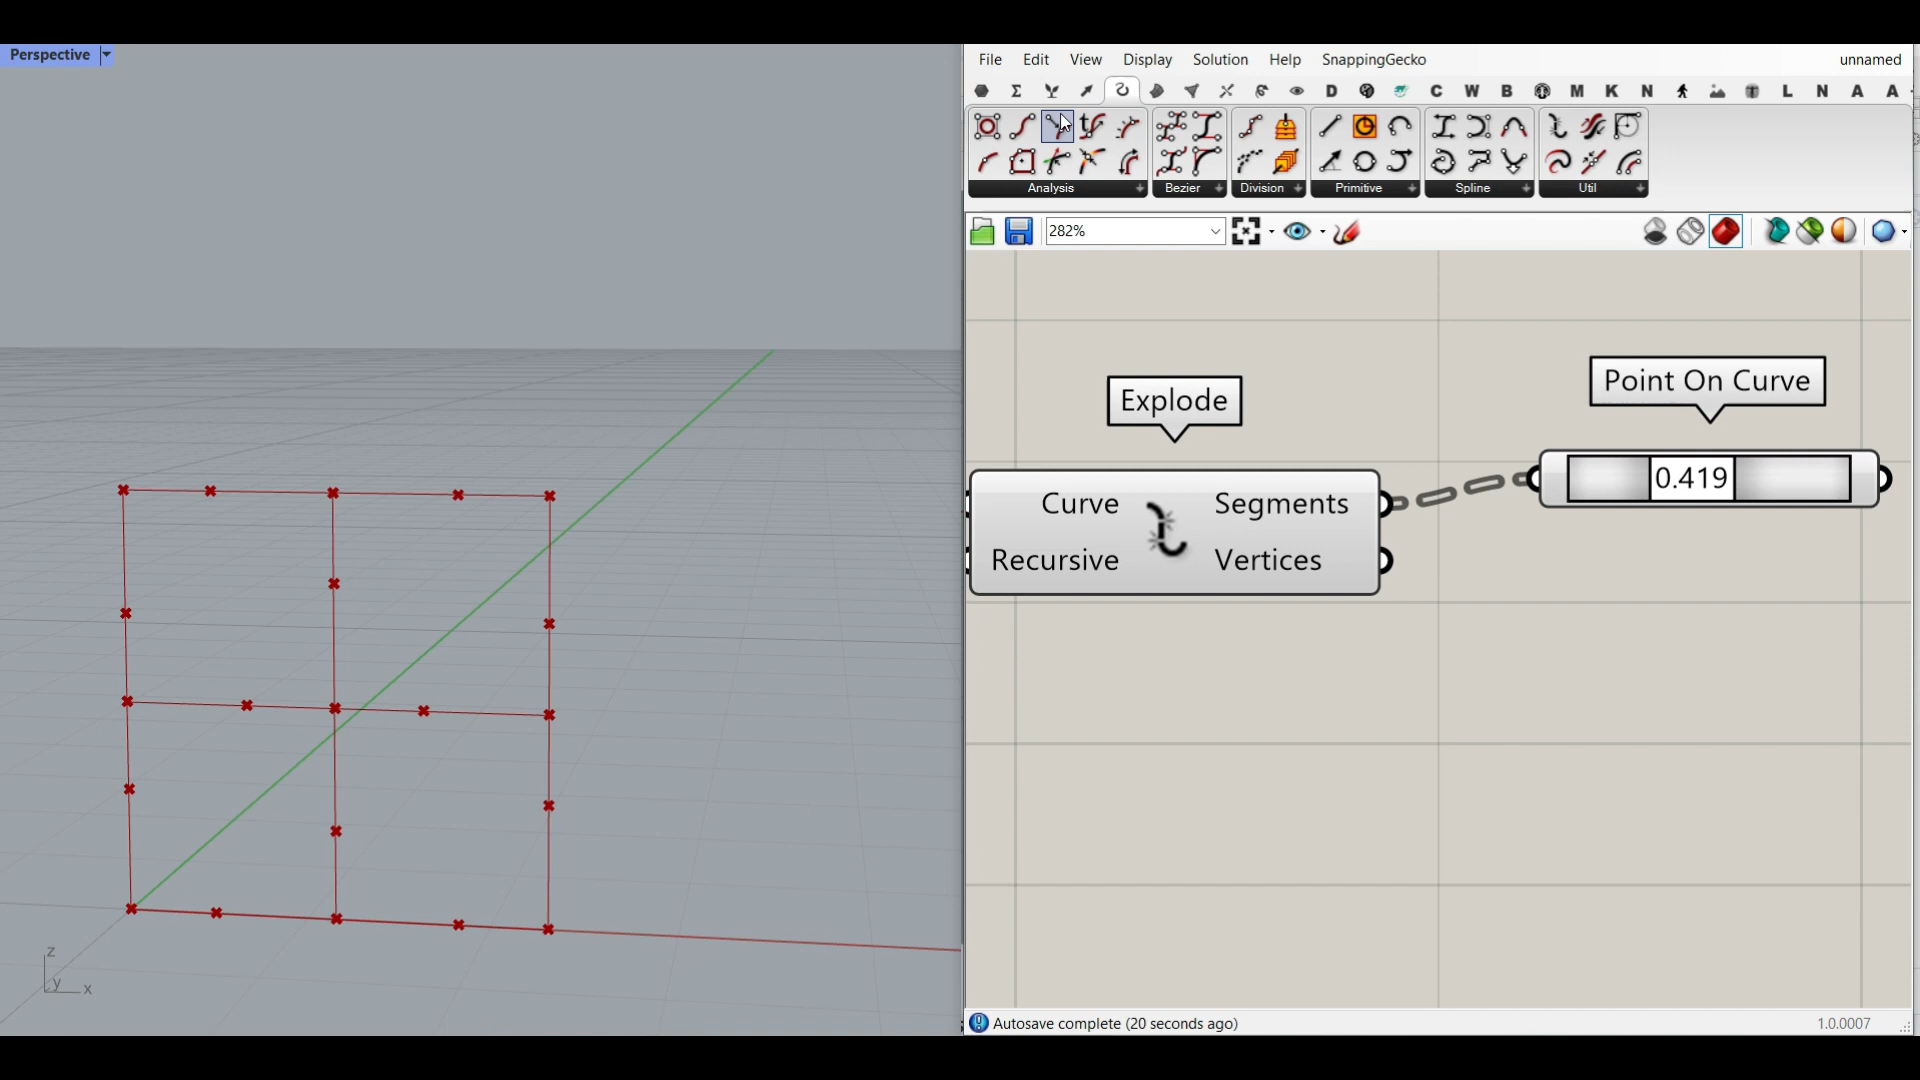 Perspective
File Edit View Display Solution Help SnappingGecko unnamed
D C W B M K N L N A A
Analysis Bezier Division Primitive Spline Util
282%
Explode
Point On Curve
0.419
Curve Segments
Recursive Vertices
z
y x
Autosave complete (20 seconds ago) 1.0.0007